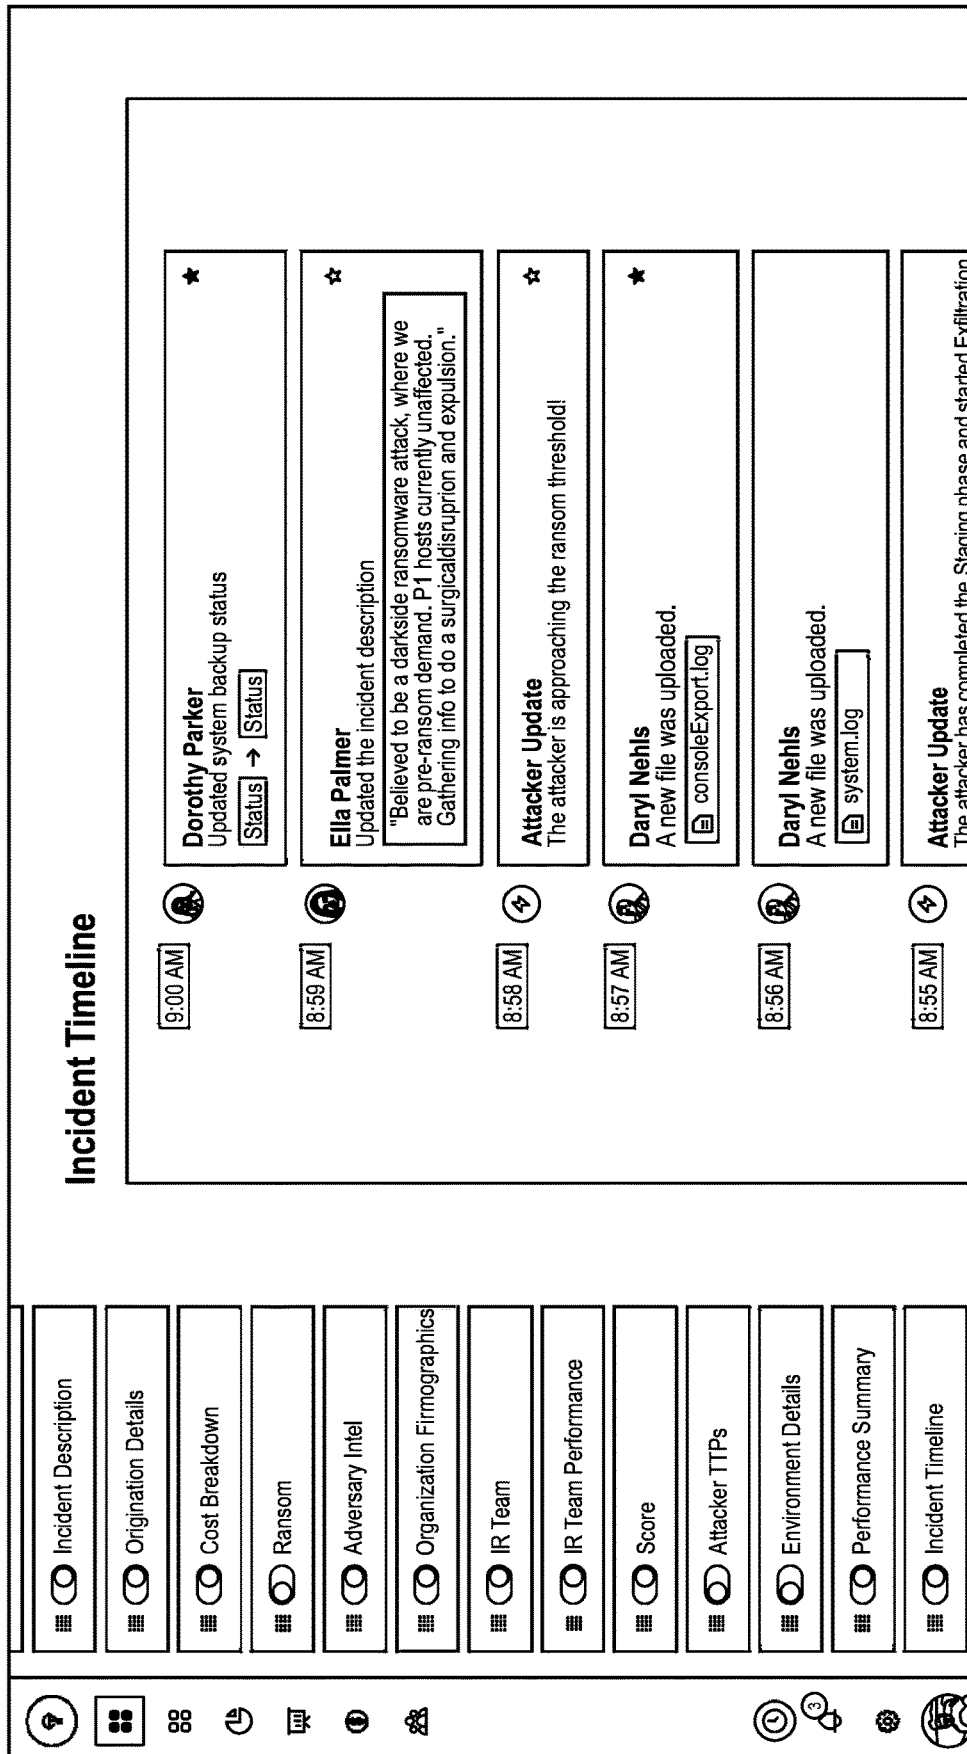 Incident Description
Origination Details
Cost Breakdown
Ransom
Adversary Intel
Organization Firmographics
IR Team
IR Team Performance
Score
Attacker TTPs
Environment Details
Performance Summary
Incident Timeline
3
Incident Timeline
9:00 AM
Dorothy Parker
Updated system backup status
Status → Status
8:59 AM
Ella Palmer
Updated the incident description
"Believed to be a darkside ransomware attack, where we
are pre-ransom demand. P1 hosts currently unaffected.
Gathering info to do a surgicaldisruprion and expulsion."
8:58 AM
Attacker Update
The attacker is approaching the ransom threshold!
8:57 AM
Daryl Nehls
A new file was uploaded.
consoleExport.log
8:56 AM
Daryl Nehls
A new file was uploaded.
system.log
8:55 AM
Attacker Update
The attacker has completed the Staging phase and started Exfiltration